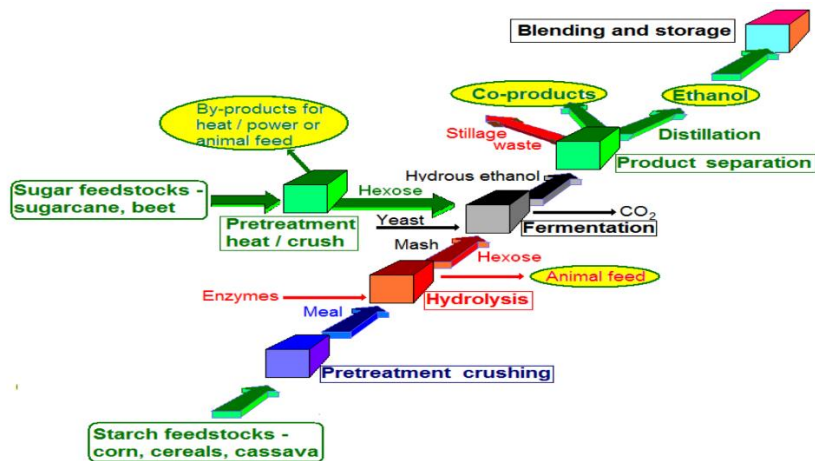 Blending and storage
By-products for
heat / power or
animal feed
Co-products
Ethanol
Stillage
waste
Distillation
Product separation
Hydrous ethanol
Sugar feedstocks -
sugarcane, beet
Hexose
Pretreatment
heat / crush
Yeast
CO₂
Fermentation
Mash
Hexose
Animal feed
Enzymes
Hydrolysis
Meal
Pretreatment crushing
Starch feedstocks -
corn, cereals, cassava